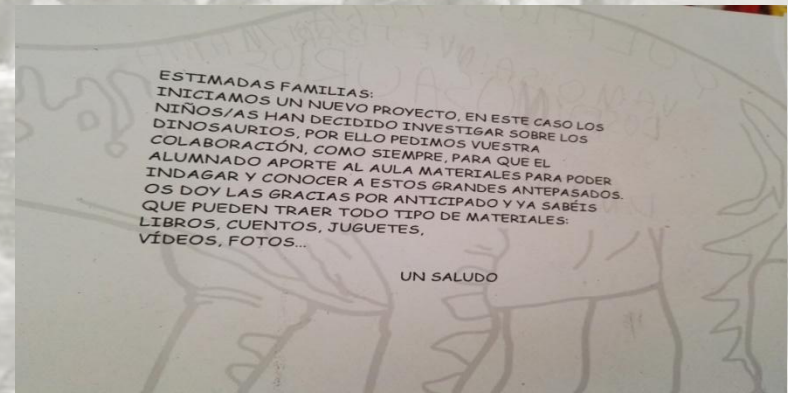 ESTIMADAS FAMILIAS:
INICIAMOS UN NUEVO PROYECTO, EN ESTE CASO LOS
NIÑOS/AS HAN DECIDIDO INVESTIGAR SOBRE LOS
DINOSAURIOS, POR ELLO PEDIMOS VUESTRA
COLABORACIÓN, COMO SIEMPRE, PARA QUE EL
ALUMNADO APORTE AL AULA MATERIALES PARA PODER
INDAGAR Y CONOCER A ESTOS GRANDES ANTEPASADOS.
OS DOY LAS GRACIAS POR ANTICIPADO Y YA SABÉIS
QUE PUEDEN TRAER TODO TIPO DE MATERIALES:
LIBROS, CUENTOS, JUGUETES,
VÍDEOS, FOTOS...
UN SALUDO